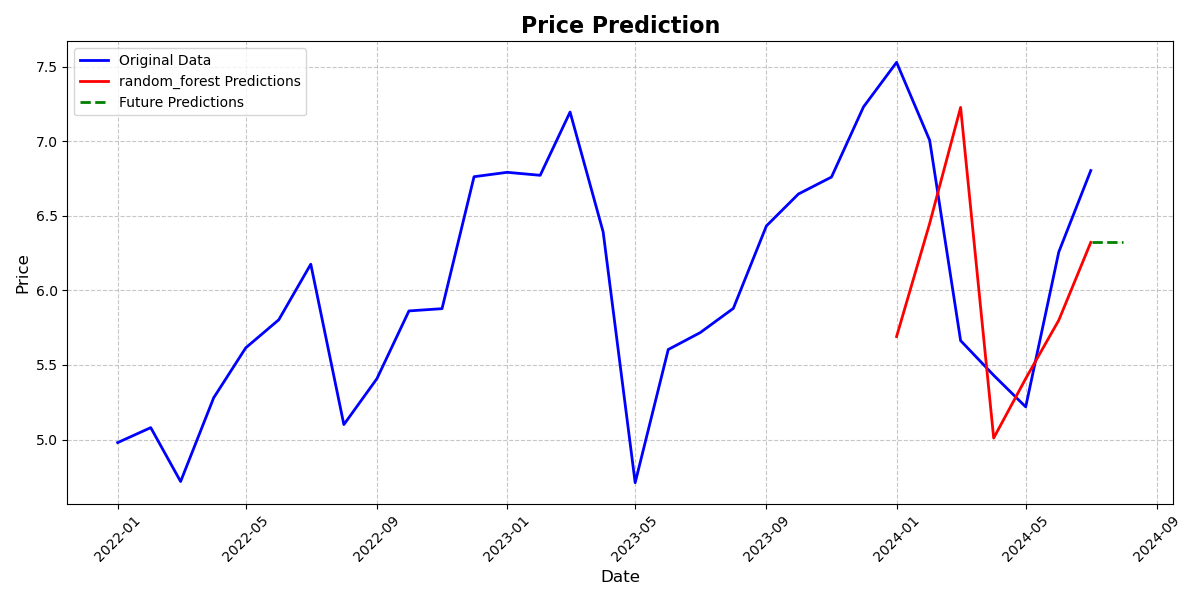 Price Prediction
Original Data
random_forest Predictions
Future Predictions
Price
7.5
7.0
6.5
6.0
5.5
5.0
2022-01
2022-05
2022-09
2023-01
2023-05
2023-09
2024-01
2024-05
2024-09
Date